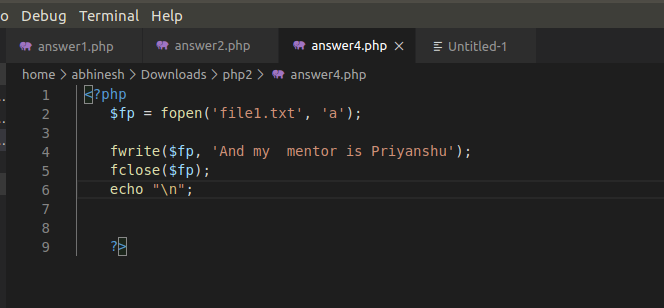 o Debug Terminal Help
answer1.php answer2.php answer4.php × Untitled-1
home > abhinesh > Downloads > php2 > answer4.php
1 <?php
2 $fp = fopen('file1.txt', 'a');
3
4 fwrite($fp, 'And my  mentor is Priyanshu');
5 fclose($fp);
6 echo "\n";
7
8
9 ?>